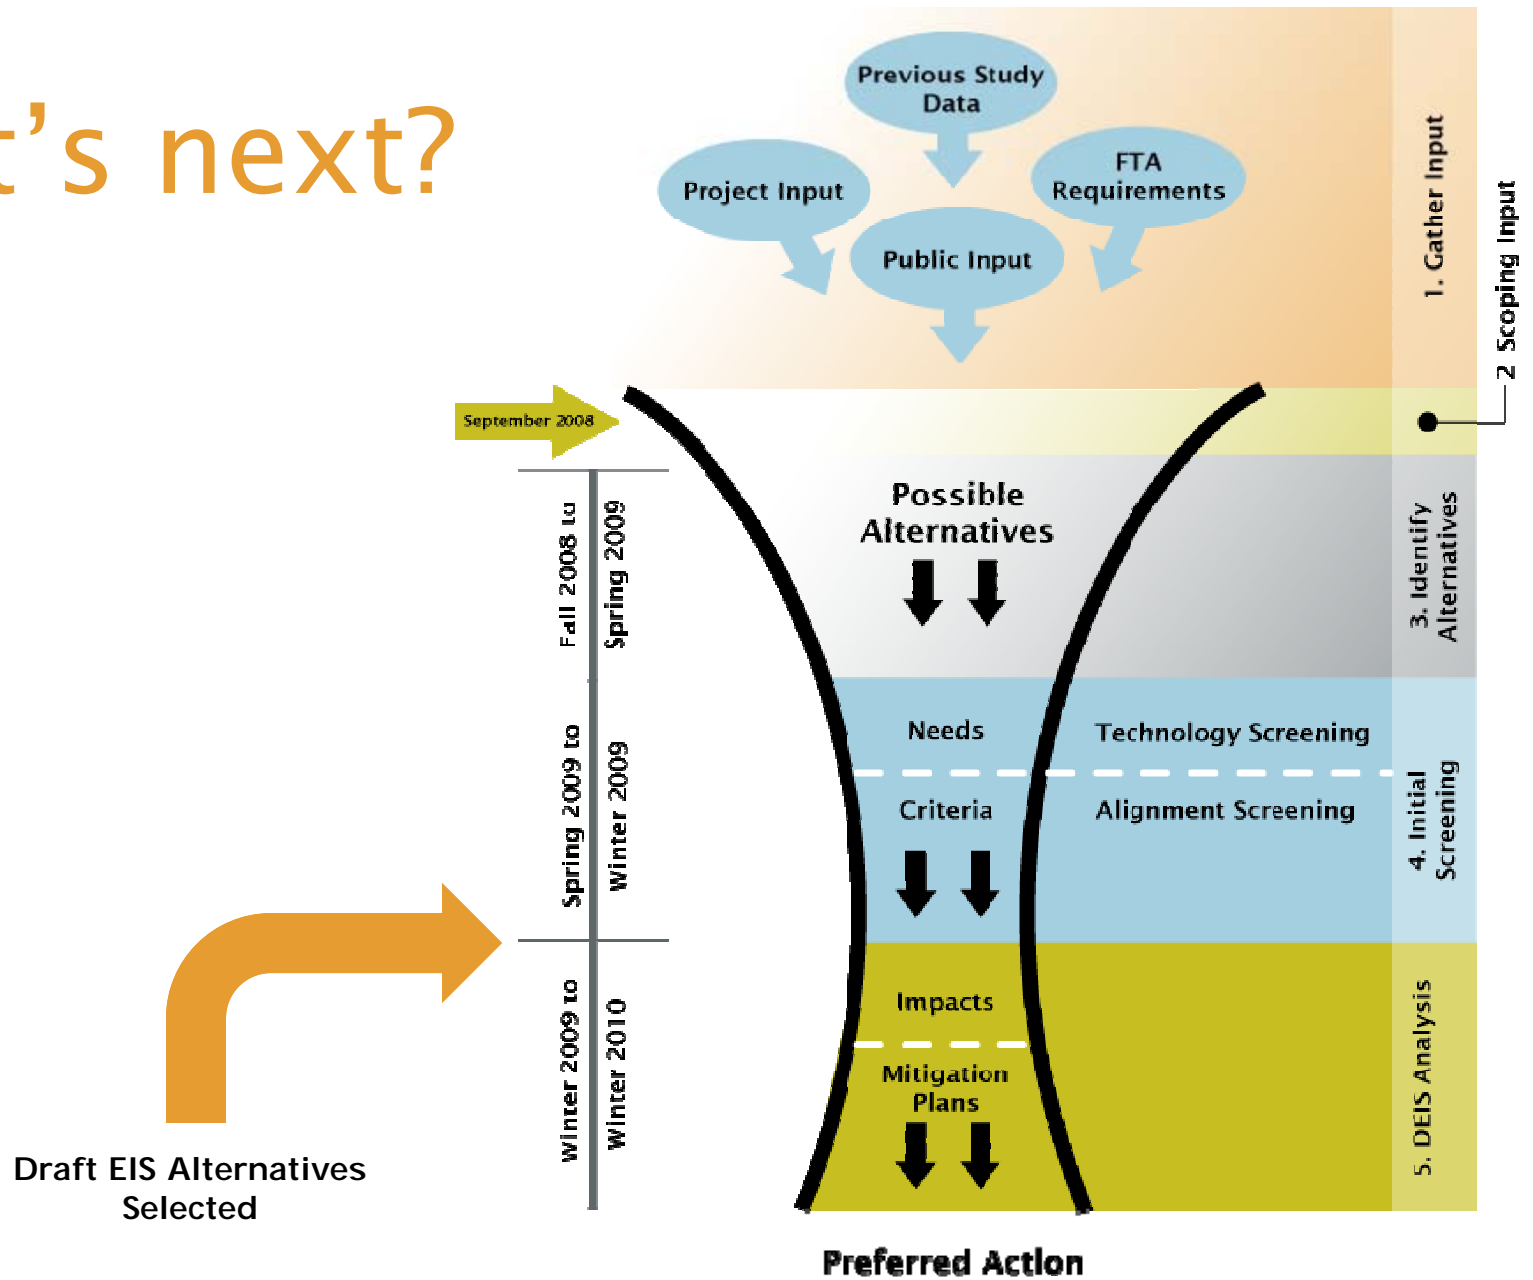 t’s next?
Previous Study
Data
Project Input
FTA
Requirements
Public Input
1. Gather Input
2 Scoping Input
September 2008
Possible
Alternatives
Fall 2008 to
Spring 2009
3. Identify
Alternatives
Needs
Technology Screening
Criteria
Alignment Screening
Spring 2009 to
Winter 2009
4. Initial
Screening
Impacts
Mitigation
Plans
Winter 2009 to
Winter 2010
5. DEIS Analysis
Draft EIS Alternatives
Selected
Preferred Action